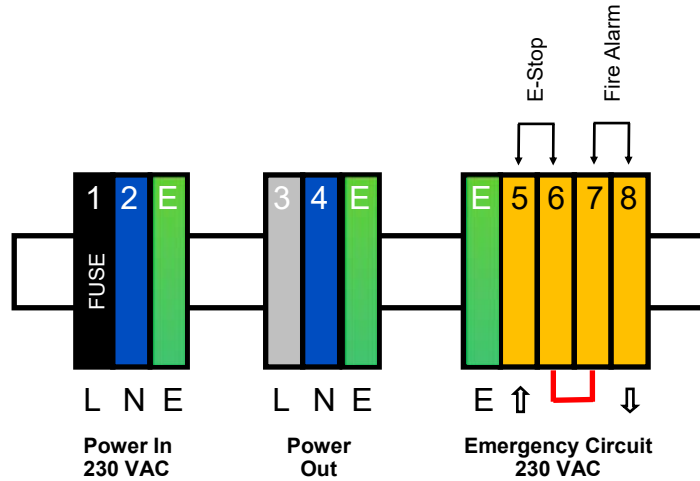 E-Stop
Fire Alarm
1 2 E
3 4 E
E 5 6 7 8
FUSE
L N E
L N E
E ⇧ ⇩
Power In
230 VAC
Power
Out
Emergency Circuit
230 VAC